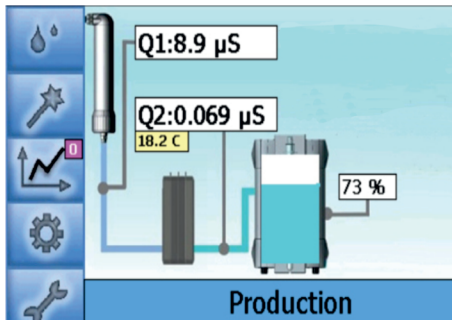 Q1:8.9 µS
Q2:0.069 µS
18.2 C
0
73 %
Production